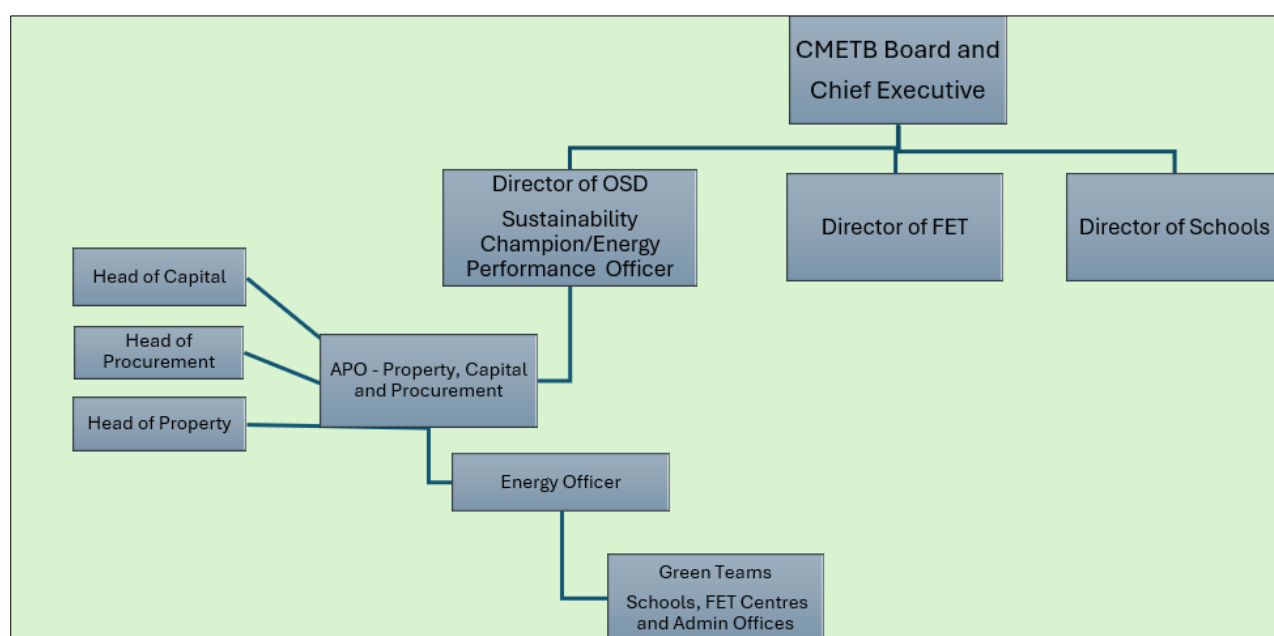 CMETB Board and
Chief Executive
Director of OSD
Sustainability
Champion/Energy
Performance Officer
Director of FET
Director of Schools
Head of Capital
Head of
Procurement
Head of Property
APO - Property, Capital
and Procurement
Energy Officer
Green Teams
Schools, FET Centres
and Admin Offices